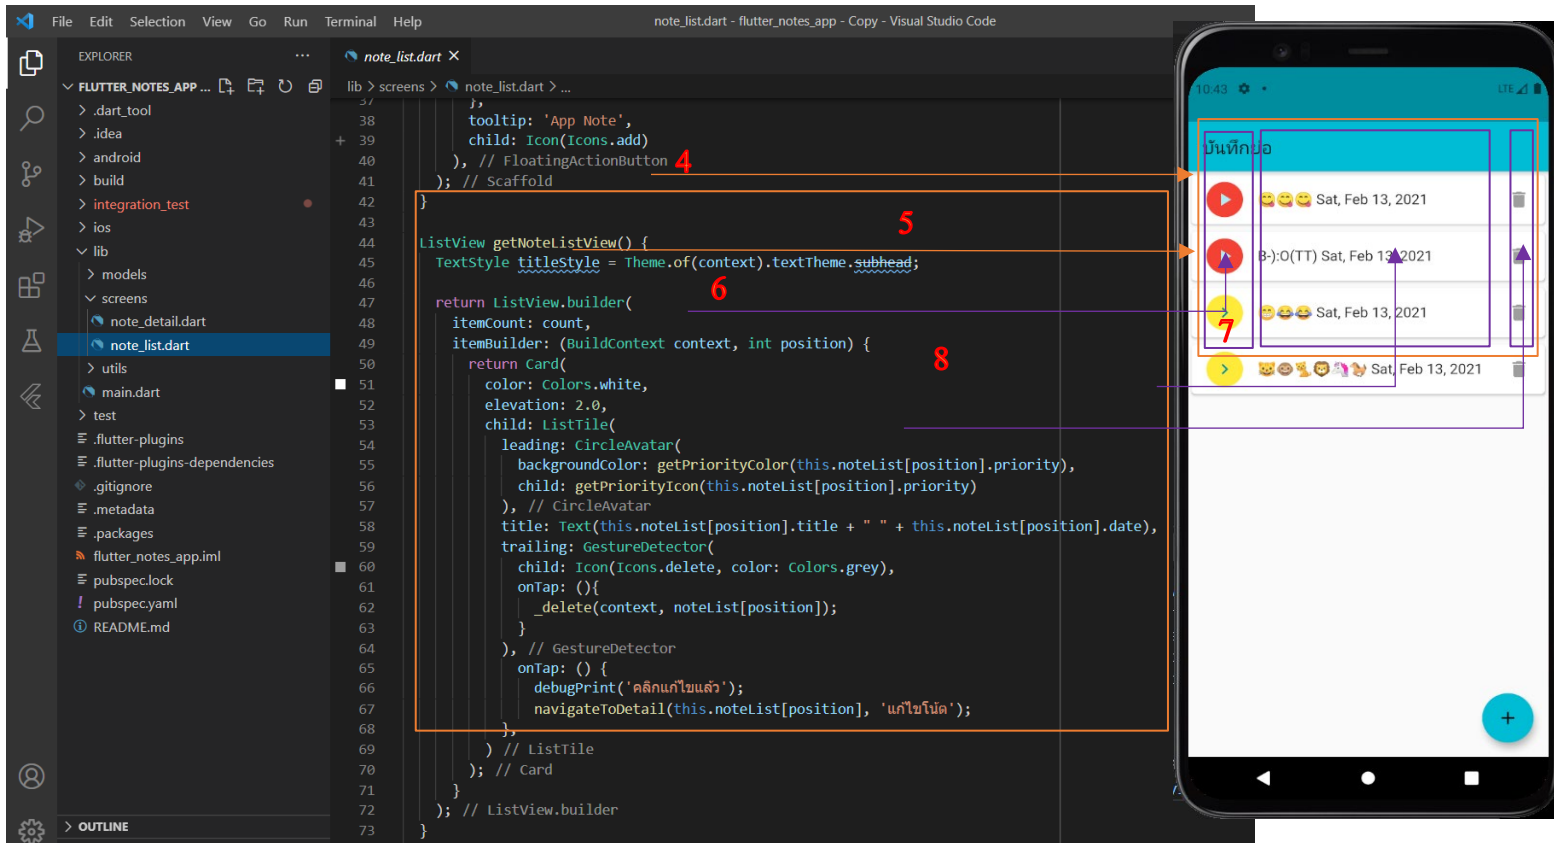 File Edit Selection View Go Run Terminal Help
note_list.dart - flutter_notes_app - Copy - Visual Studio Code
EXPLORER
FLUTTER_NOTES_APP ...
.dart_tool
.idea
android
build
integration_test
ios
lib
models
screens
note_detail.dart
note_list.dart
utils
main.dart
test
.flutter-plugins
.flutter-plugins-dependencies
.gitignore
.metadata
.packages
flutter_notes_app.iml
pubspec.lock
pubspec.yaml
README.md
OUTLINE
note_list.dart
lib > screens > note_list.dart > ...
37 },
38 tooltip: 'App Note',
39 child: Icon(Icons.add)
40 ), // FloatingActionButton
41 ); // Scaffold
42 }
43
44 ListView getNoteListView() {
45 TextStyle titleStyle = Theme.of(context).textTheme.subhead;
46
47 return ListView.builder(
48 itemCount: count,
49 itemBuilder: (BuildContext context, int position) {
50 return Card(
51 color: Colors.white,
52 elevation: 2.0,
53 child: ListTile(
54 leading: CircleAvatar(
55 backgroundColor: getPriorityColor(this.noteList[position].priority),
56 child: getPriorityIcon(this.noteList[position].priority)
57 ), // CircleAvatar
58 title: Text(this.noteList[position].title + " " + this.noteList[position].date),
59 trailing: GestureDetector(
60 child: Icon(Icons.delete, color: Colors.grey),
61 onTap: (){
62 _delete(context, noteList[position]);
63 }
64 ), // GestureDetector
65 onTap: () {
66 debugPrint('คลิกแก้ไขแล้ว');
67 navigateToDetail(this.noteList[position], 'แก้ไขโน้ต');
68 },
69 ) // ListTile
70 ); // Card
71 }
72 ); // ListView.builder
73 }
4
5
6
7
8
10:43
LTE
บันทึกย่อ
😋😋😋 Sat, Feb 13, 2021
B-):O(TT) Sat, Feb 13, 2021
😁😂😂 Sat, Feb 13, 2021
Sat, Feb 13, 2021